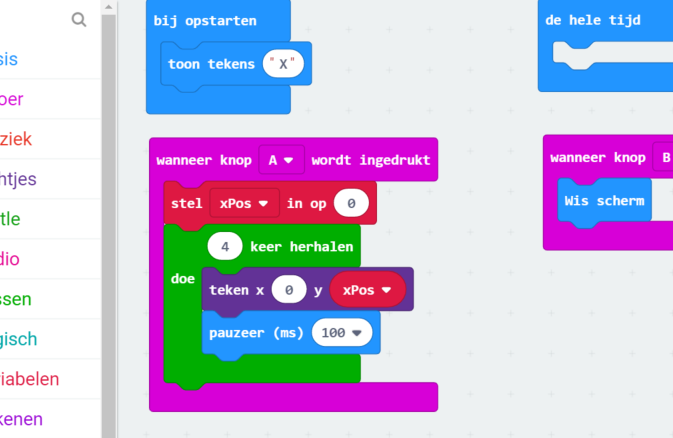 bij opstarten
toon tekens "X"
de hele tijd
wanneer knop A wordt ingedrukt
stel xPos in op 0
4 keer herhalen
doe
teken x 0 y xPos
pauzeer (ms) 100
wanneer knop B
Wis scherm
sis
oer
ziek
htjes
tle
dio
ssen
gisch
iabelen
kenen